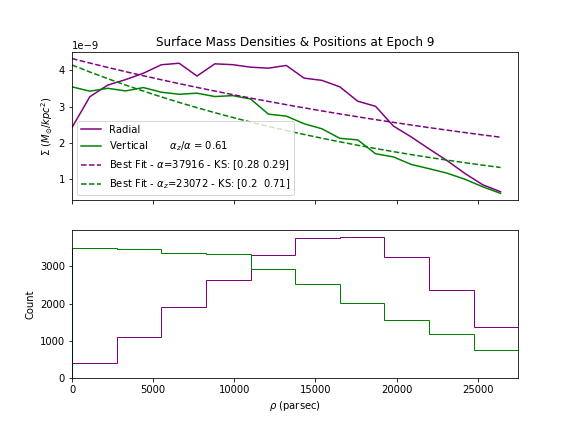 Surface Mass Densities & Positions at Epoch 9
1e−9
4
3
2
1
Σ (M⊙/kpc²)
Radial
Vertical α_z/α = 0.61
Best Fit - α=37916 - KS: [0.28 0.29]
Best Fit - α_z=23072 - KS: [0.2 0.71]
3000
2000
1000
0
Count
0 5000 10000 15000 20000 25000
ρ (parsec)